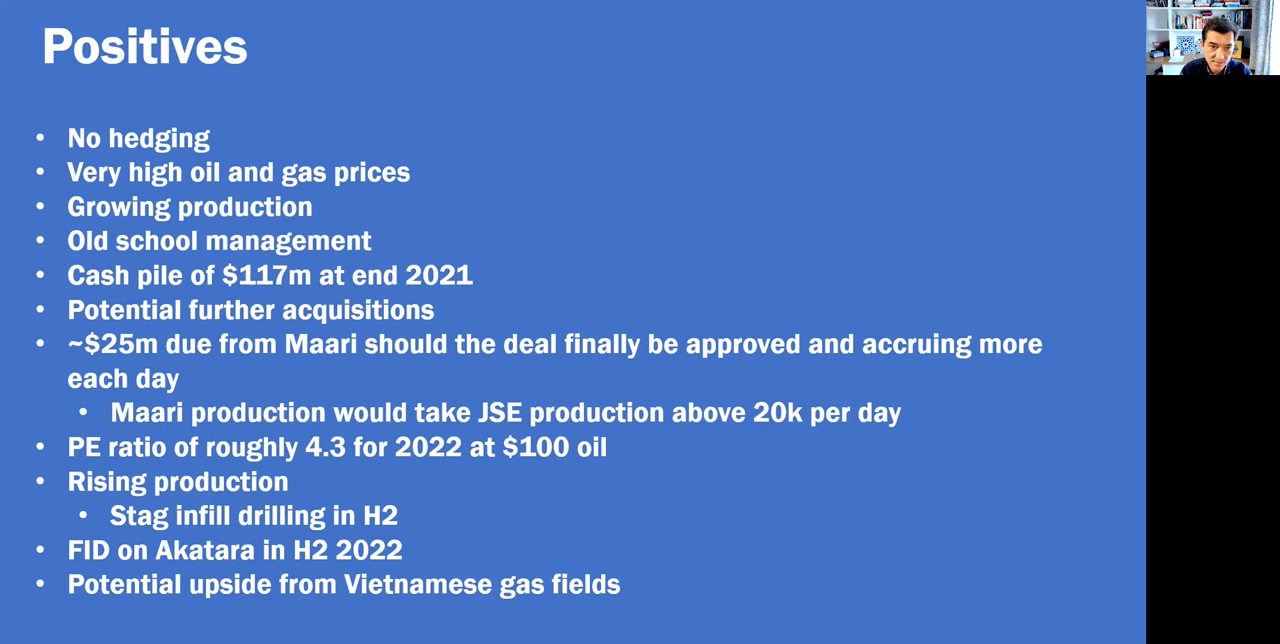 Positives
• No hedging
• Very high oil and gas prices
• Growing production
• Old school management
• Cash pile of $117m at end 2021
• Potential further acquisitions
• ~$25m due from Maari should the deal finally be approved and accruing more
each day
• Maari production would take JSE production above 20k per day
• PE ratio of roughly 4.3 for 2022 at $100 oil
• Rising production
• Stag infill drilling in H2
• FID on Akatara in H2 2022
• Potential upside from Vietnamese gas fields